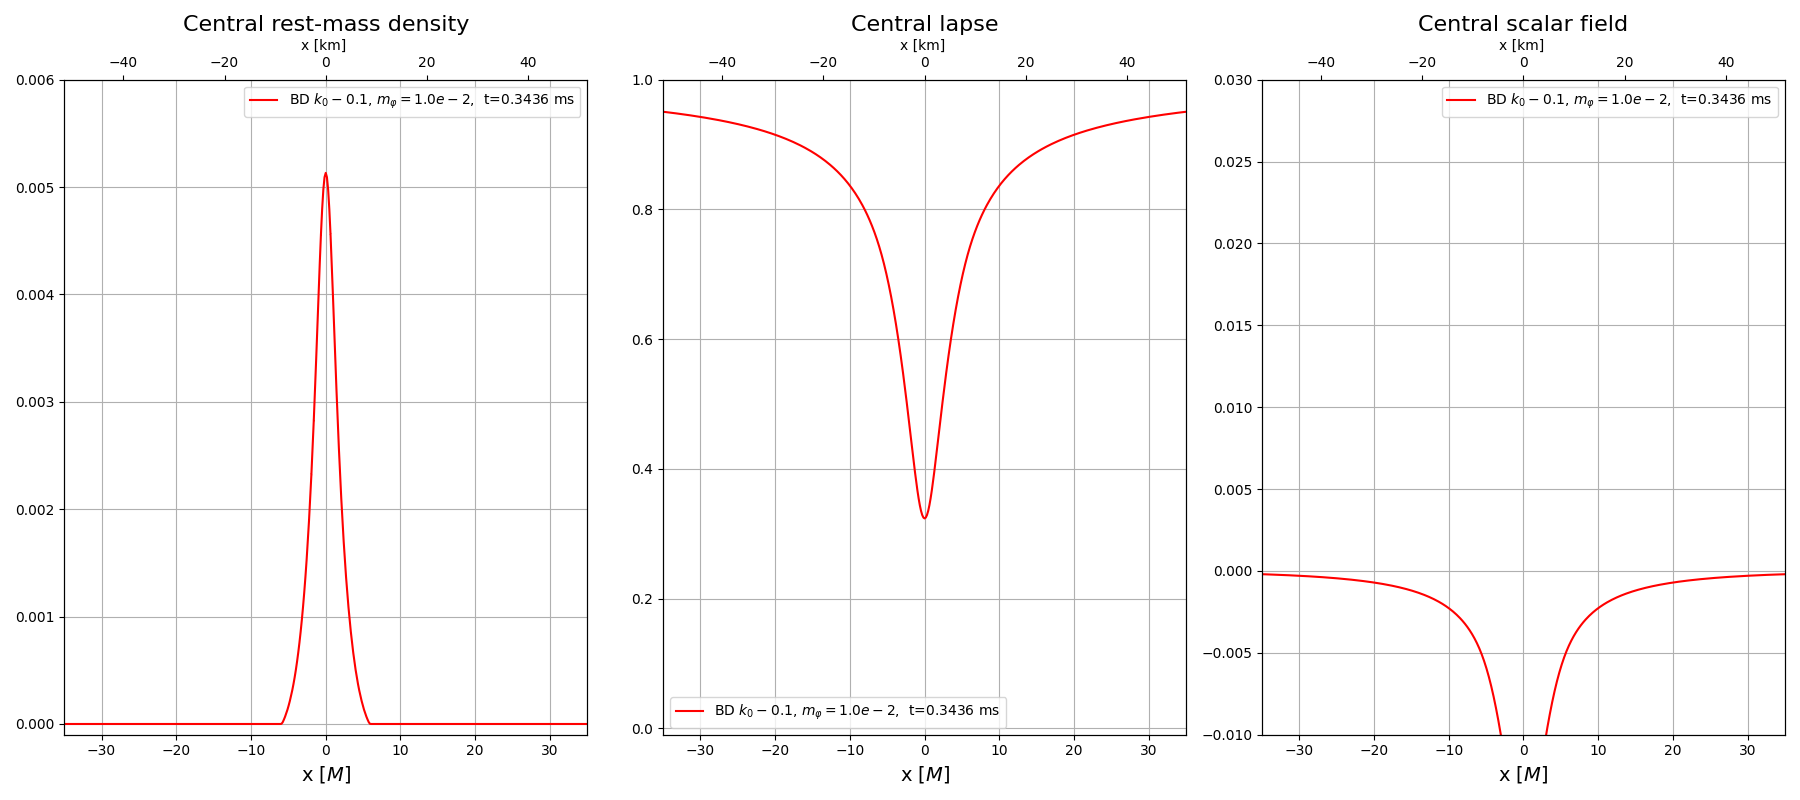 Central rest-mass density
x [km]
−40 −20 0 20 40
0.006
0.005
0.004
0.003
0.002
0.001
0.000
BD k₀ − 0.1, mᵩ = 1.0e − 2, t=0.3436 ms
−30 −20 −10 0 10 20 30
x [M]
Central lapse
x [km]
−40 −20 0 20 40
1.0
0.8
0.6
0.4
0.2
0.0
BD k₀ − 0.1, mᵩ = 1.0e − 2, t=0.3436 ms
−30 −20 −10 0 10 20 30
x [M]
Central scalar field
x [km]
−40 −20 0 20 40
0.030
0.025
0.020
0.015
0.010
0.005
0.000
−0.005
−0.010
BD k₀ − 0.1, mᵩ = 1.0e − 2, t=0.3436 ms
−30 −20 −10 0 10 20 30
x [M]